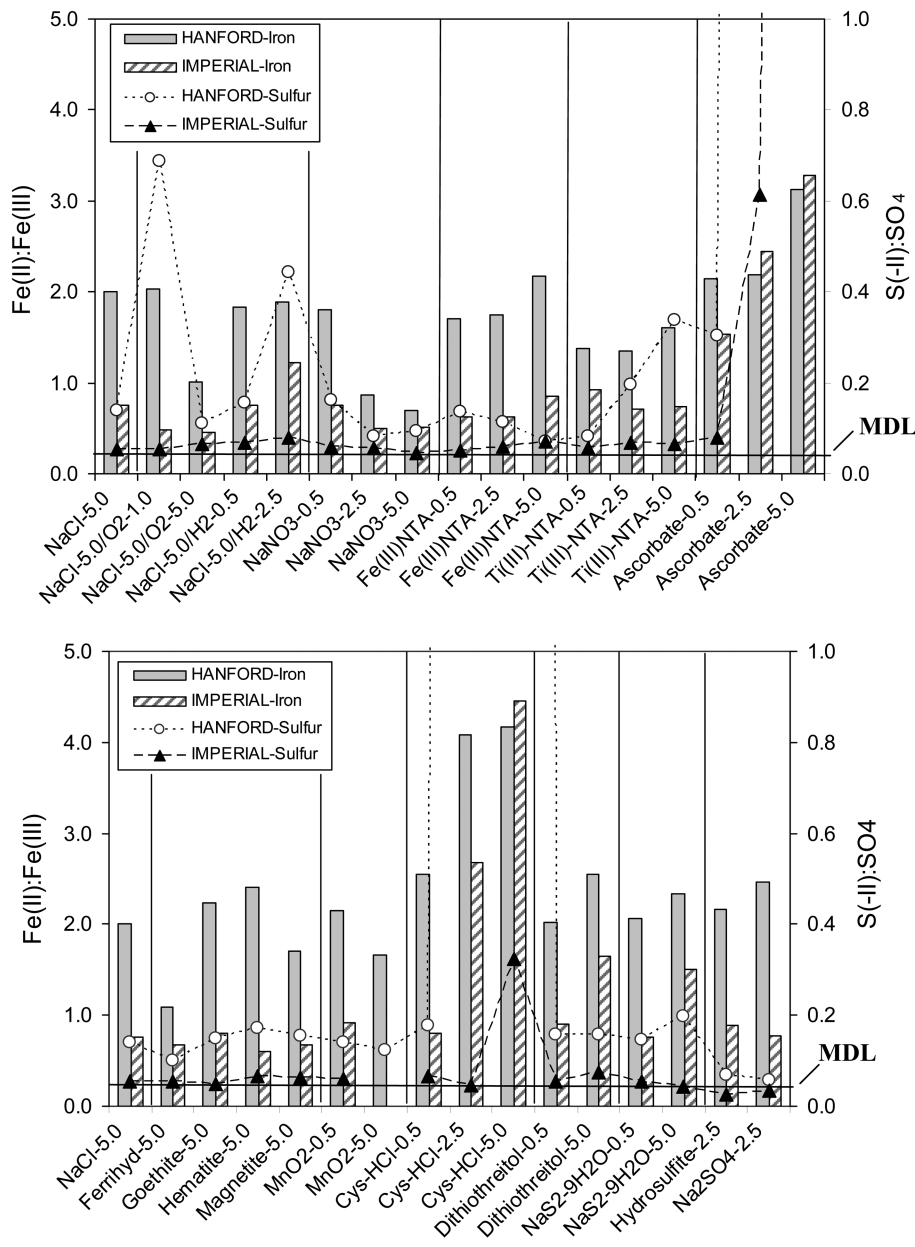 5.0
4.0
3.0
2.0
1.0
0.0
Fe(II):Fe(III)
HANFORD-Iron
IMPERIAL-Iron
HANFORD-Sulfur
IMPERIAL-Sulfur
1.0
0.8
0.6
0.4
0.2
0.0
S(-II):SO4
MDL
NaCl-5.0
NaCl-5.0/O2-1.0
NaCl-5.0/O2-5.0
NaCl-5.0/H2-0.5
NaCl-5.0/H2-2.5
NaNO3-0.5
NaNO3-2.5
NaNO3-5.0
Fe(III)NTA-0.5
Fe(III)NTA-2.5
Fe(III)NTA-5.0
Ti(III)-NTA-0.5
Ti(III)-NTA-2.5
Ti(III)-NTA-5.0
Ascorbate-0.5
Ascorbate-2.5
Ascorbate-5.0
5.0
4.0
3.0
2.0
1.0
0.0
Fe(II):Fe(III)
HANFORD-Iron
IMPERIAL-Iron
HANFORD-Sulfur
IMPERIAL-Sulfur
1.0
0.8
0.6
0.4
0.2
0.0
S(-II):SO4
MDL
NaCl-5.0
Ferrihyd-5.0
Goethite-5.0
Hematite-5.0
Magnetite-5.0
MnO2-0.5
MnO2-5.0
Cys-HCl-0.5
Cys-HCl-2.5
Cys-HCl-5.0
Dithiothreitol-0.5
Dithiothreitol-5.0
NaS2-9H2O-0.5
NaS2-9H2O-5.0
Hydrosulfite-2.5
Na2SO4-2.5